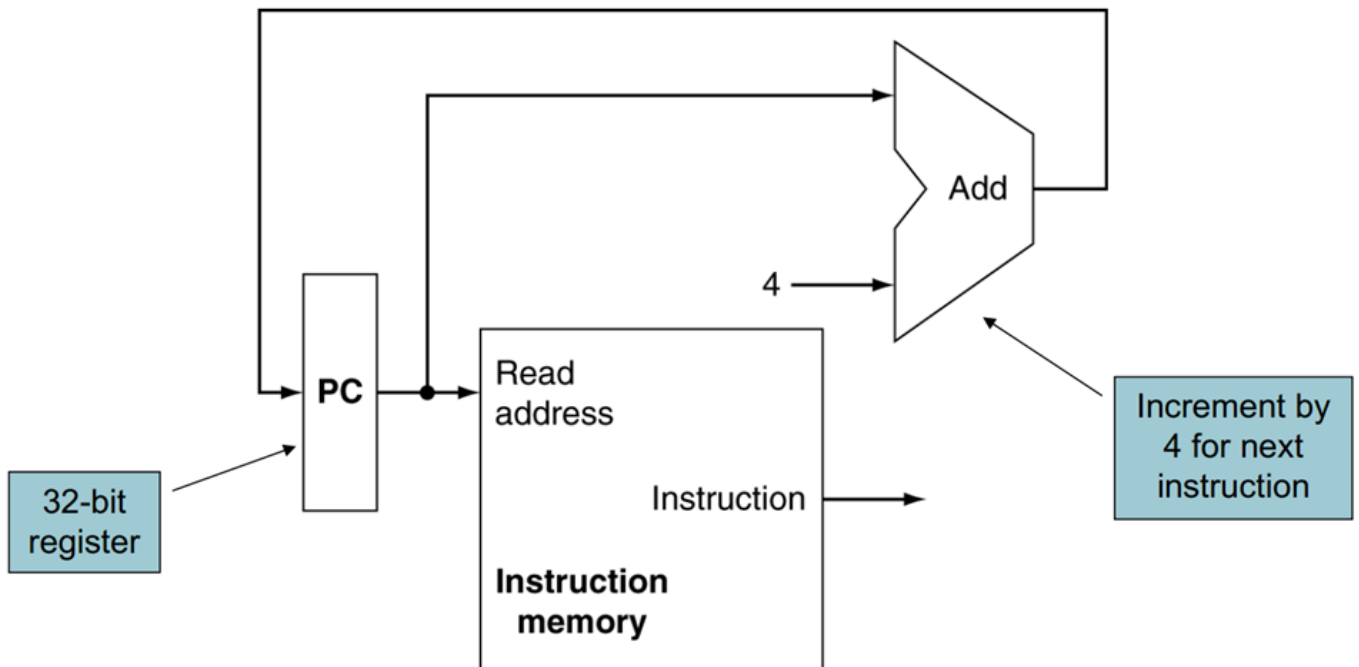 Add
4
PC
Read
address
Instruction
Instruction
memory
32-bit
register
Increment by
4 for next
instruction